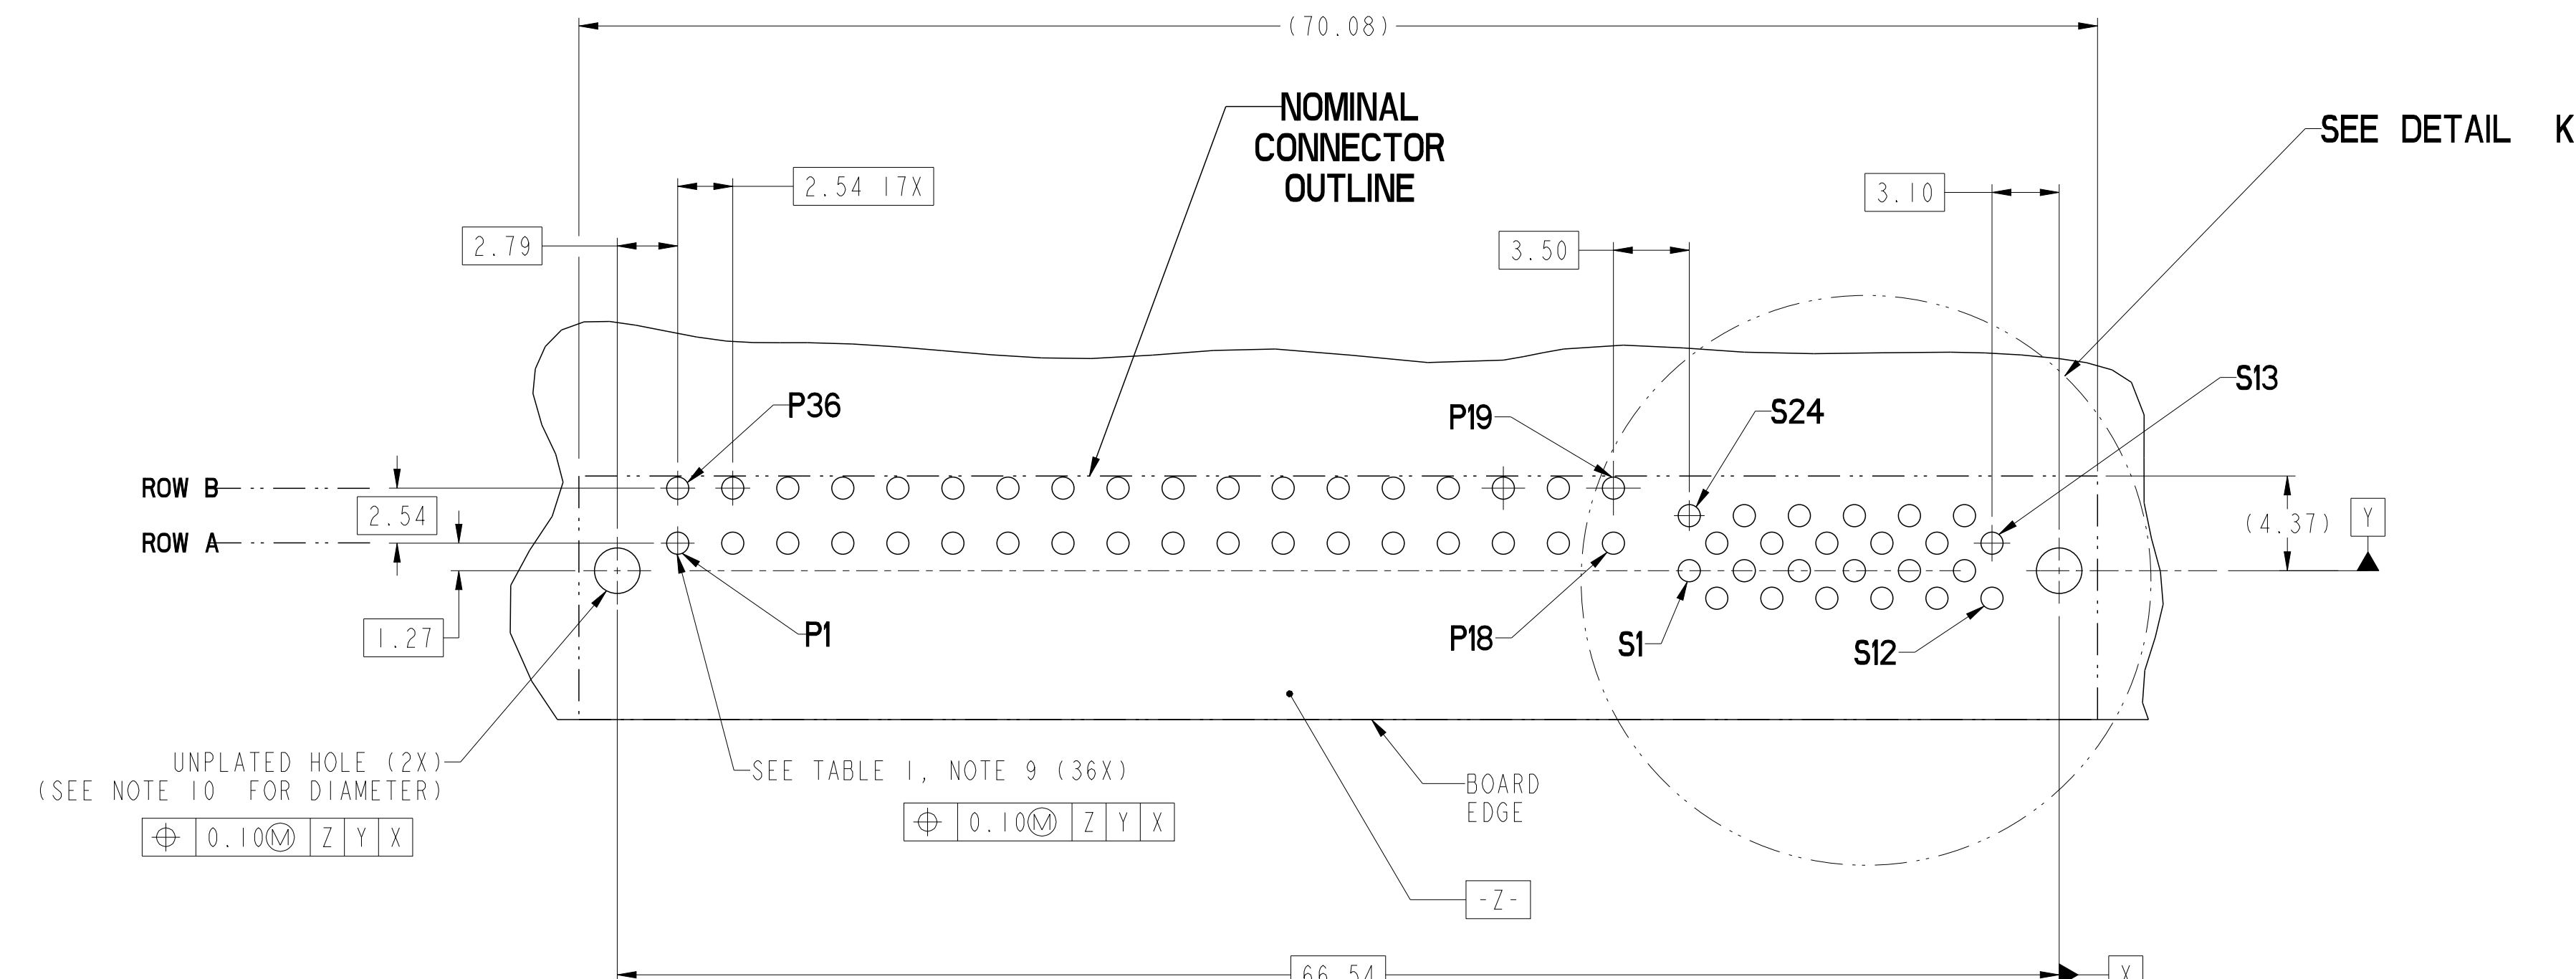 (70.08)
NOMINAL
CONNECTOR
OUTLINE
SEE DETAIL K
2.54 17X
3.10
2.79
3.50
S13
P36
P19
S24
ROW B
2.54
(4.37)
Y
ROW A
1.27
P1
P18
S1
S12
UNPLATED HOLE (2X)
(SEE NOTE 10 FOR DIAMETER)
0.10Ⓜ Z Y X
SEE TABLE 1, NOTE 9 (36X)
0.10Ⓜ Z Y X
BOARD
EDGE
-Z-
66.54
X